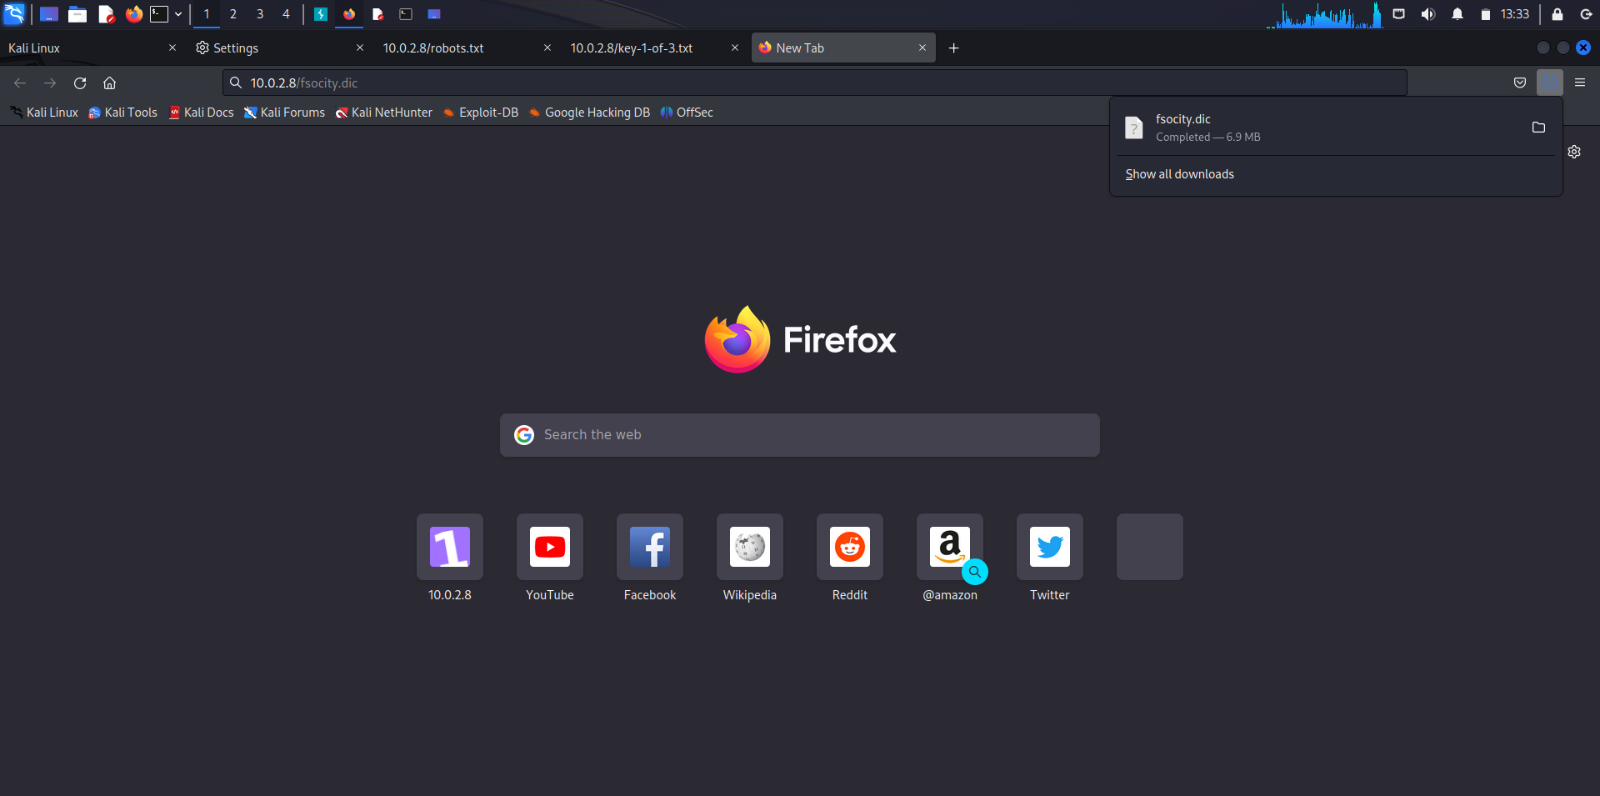 1 2 3 4 13:33
Kali Linux Settings 10.0.2.8/robots.txt 10.0.2.8/key-1-of-3.txt New Tab
10.0.2.8/fsocity.dic
Kali Linux Kali Tools Kali Docs Kali Forums Kali NetHunter Exploit-DB Google Hacking DB OffSec
fsocity.dic
Completed — 6.9 MB
Show all downloads
Firefox
Search the web
10.0.2.8 YouTube Facebook Wikipedia Reddit @amazon Twitter